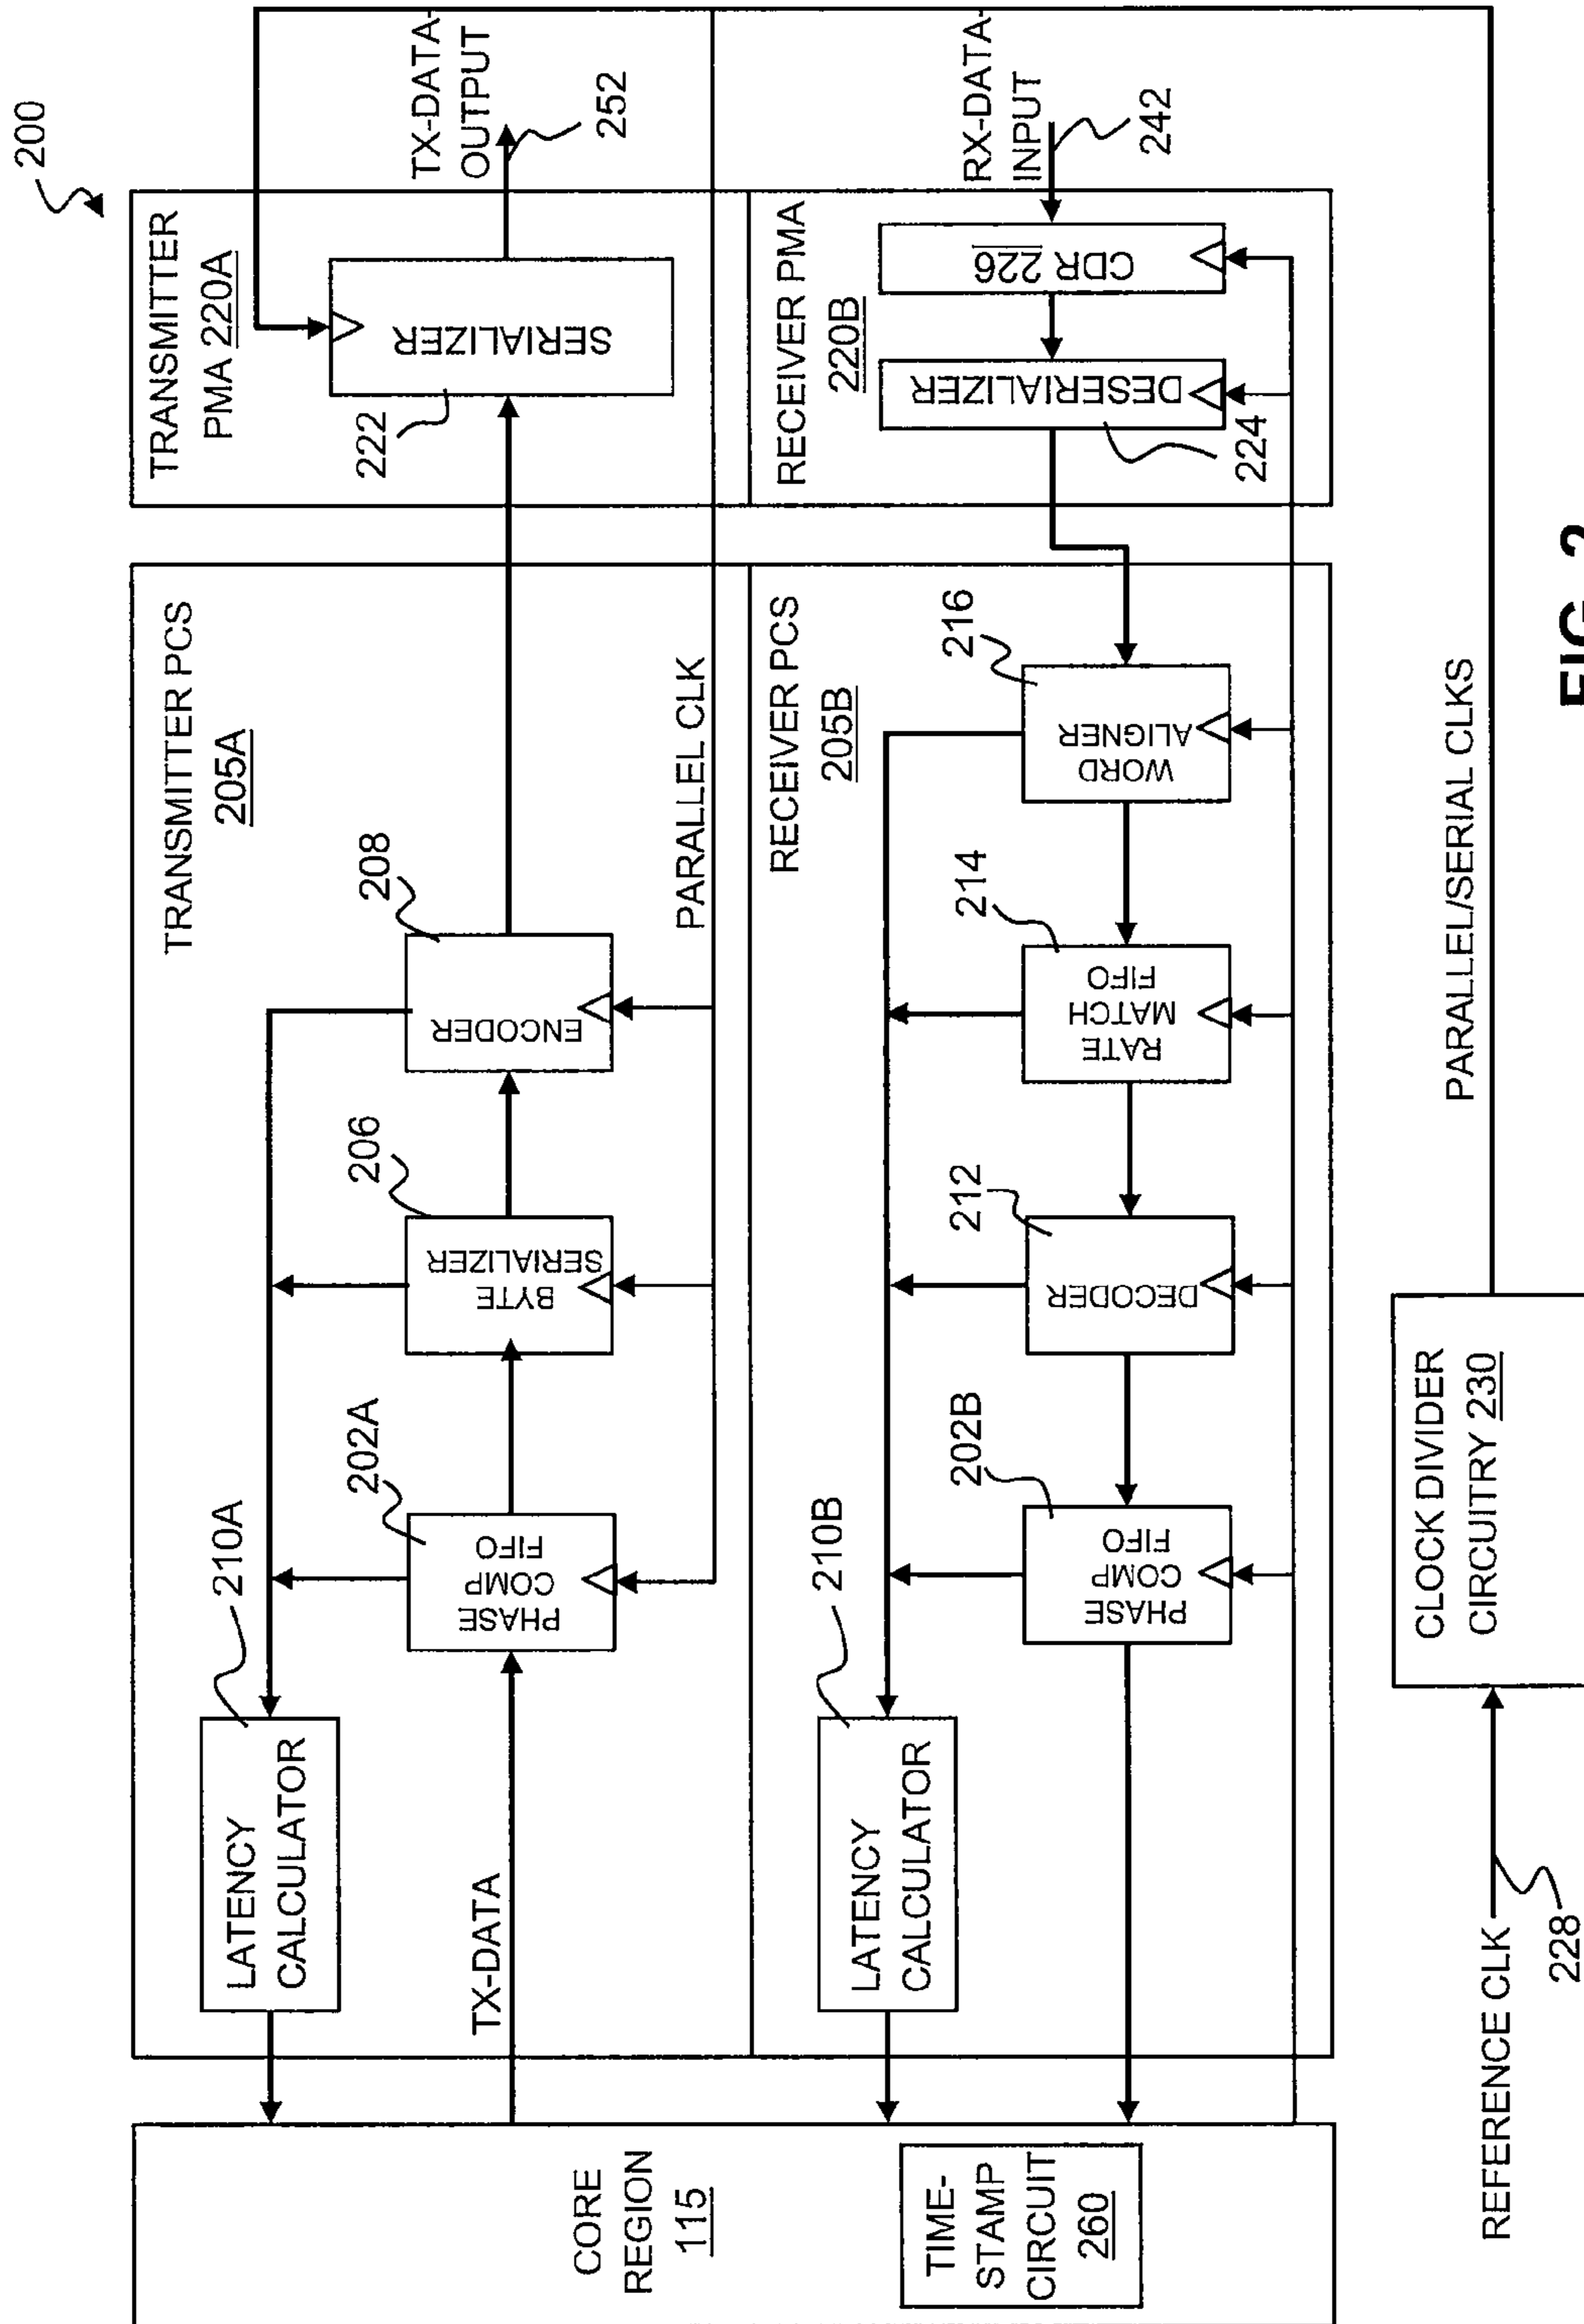 200
TRANSMITTER
PMA 220A
222
SERIALIZER
TX-DATA-
OUTPUT
252
RECEIVER PMA
220B
DESERIALIZER
224
CDR 226
RX-DATA-
INPUT
242
TRANSMITTER PCS
205A
208
ENCODER
206
BYTE
SERIALIZER
202A
PHASE
COMP
FIFO
210A
LATENCY
CALCULATOR
TX-DATA
PARALLEL CLK
RECEIVER PCS
205B
216
WORD
ALIGNER
214
RATE
MATCH
FIFO
212
DECODER
202B
PHASE
COMP
FIFO
210B
LATENCY
CALCULATOR
CORE
REGION
115
TIME-
STAMP
CIRCUIT
260
PARALLEL/SERIAL CLKS
CLOCK DIVIDER
CIRCUITRY 230
REFERENCE CLK
228
FIG. 2